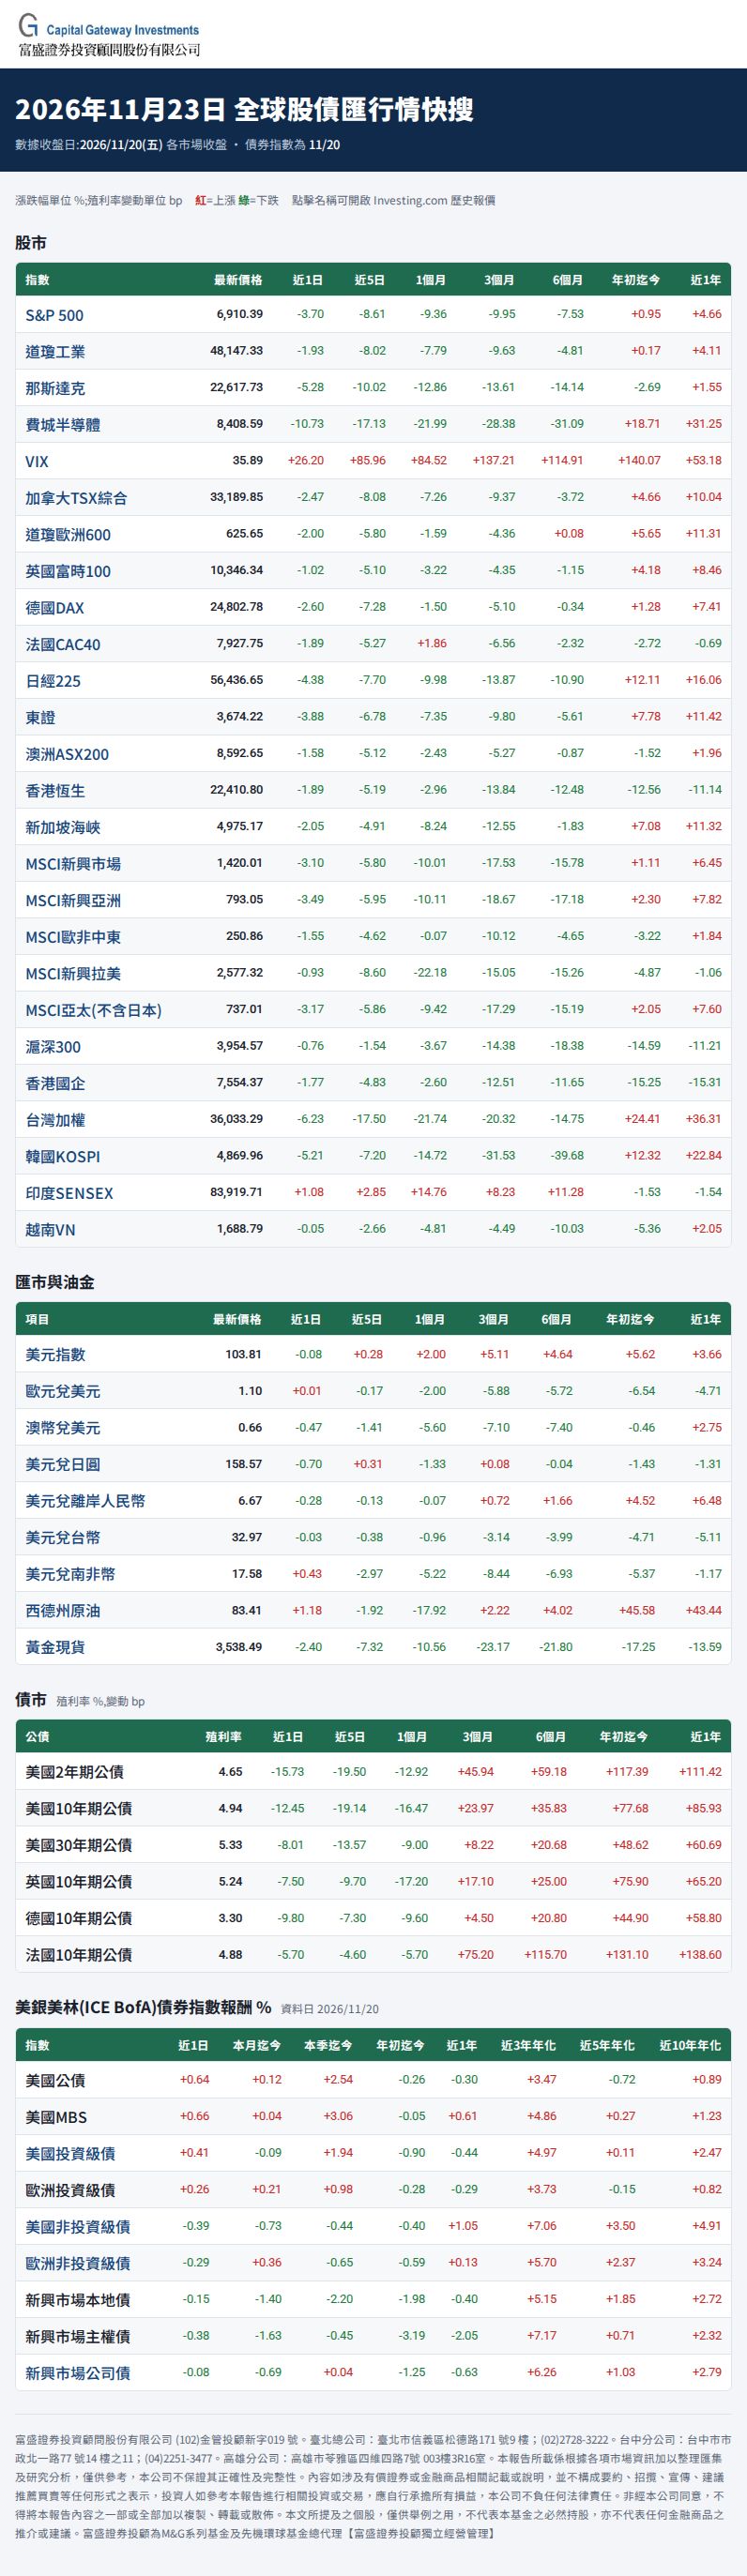 Capital Gateway Investments
富盛證券投資顧問股份有限公司
2026年11月23日 全球股債匯行情快搜
數據收盤日:2026/11/20(五) 各市場收盤 ・ 債券指數為 11/20
漲跌幅單位 %;殖利率變動單位 bp 紅=上漲 綠=下跌 點擊名稱可開啟 Investing.com 歷史報價
股市
指數 最新價格 近1日 近5日 1個月 3個月 6個月 年初迄今 近1年
S&P 500 6,910.39 -3.70 -8.61 -9.36 -9.95 -7.53 +0.95 +4.66
道瓊工業 48,147.33 -1.93 -8.02 -7.79 -9.63 -4.81 +0.17 +4.11
那斯達克 22,617.73 -5.28 -10.02 -12.86 -13.61 -14.14 -2.69 +1.55
費城半導體 8,408.59 -10.73 -17.13 -21.99 -28.38 -31.09 +18.71 +31.25
VIX 35.89 +26.20 +85.96 +84.52 +137.21 +114.91 +140.07 +53.18
加拿大TSX綜合 33,189.85 -2.47 -8.08 -7.26 -9.37 -3.72 +4.66 +10.04
道瓊歐洲600 625.65 -2.00 -5.80 -1.59 -4.36 +0.08 +5.65 +11.31
英國富時100 10,346.34 -1.02 -5.10 -3.22 -4.35 -1.15 +4.18 +8.46
德國DAX 24,802.78 -2.60 -7.28 -1.50 -5.10 -0.34 +1.28 +7.41
法國CAC40 7,927.75 -1.89 -5.27 +1.86 -6.56 -2.32 -2.72 -0.69
日經225 56,436.65 -4.38 -7.70 -9.98 -13.87 -10.90 +12.11 +16.06
東證 3,674.22 -3.88 -6.78 -7.35 -9.80 -5.61 +7.78 +11.42
澳洲ASX200 8,592.65 -1.58 -5.12 -2.43 -5.27 -0.87 -1.52 +1.96
香港恆生 22,410.80 -1.89 -5.19 -2.96 -13.84 -12.48 -12.56 -11.14
新加坡海峽 4,975.17 -2.05 -4.91 -8.24 -12.55 -1.83 +7.08 +11.32
MSCI新興市場 1,420.01 -3.10 -5.80 -10.01 -17.53 -15.78 +1.11 +6.45
MSCI新興亞洲 793.05 -3.49 -5.95 -10.11 -18.67 -17.18 +2.30 +7.82
MSCI歐非中東 250.86 -1.55 -4.62 -0.07 -10.12 -4.65 -3.22 +1.84
MSCI新興拉美 2,577.32 -0.93 -8.60 -22.18 -15.05 -15.26 -4.87 -1.06
MSCI亞太(不含日本) 737.01 -3.17 -5.86 -9.42 -17.29 -15.19 +2.05 +7.60
滬深300 3,954.57 -0.76 -1.54 -3.67 -14.38 -18.38 -14.59 -11.21
香港國企 7,554.37 -1.77 -4.83 -2.60 -12.51 -11.65 -15.25 -15.31
台灣加權 36,033.29 -6.23 -17.50 -21.74 -20.32 -14.75 +24.41 +36.31
韓國KOSPI 4,869.96 -5.21 -7.20 -14.72 -31.53 -39.68 +12.32 +22.84
印度SENSEX 83,919.71 +1.08 +2.85 +14.76 +8.23 +11.28 -1.53 -1.54
越南VN 1,688.79 -0.05 -2.66 -4.81 -4.49 -10.03 -5.36 +2.05
匯市與油金
項目 最新價格 近1日 近5日 1個月 3個月 6個月 年初迄今 近1年
美元指數 103.81 -0.08 +0.28 +2.00 +5.11 +4.64 +5.62 +3.66
歐元兌美元 1.10 +0.01 -0.17 -2.00 -5.88 -5.72 -6.54 -4.71
澳幣兌美元 0.66 -0.47 -1.41 -5.60 -7.10 -7.40 -0.46 +2.75
美元兌日圓 158.57 -0.70 +0.31 -1.33 +0.08 -0.04 -1.43 -1.31
美元兌離岸人民幣 6.67 -0.28 -0.13 -0.07 +0.72 +1.66 +4.52 +6.48
美元兌台幣 32.97 -0.03 -0.38 -0.96 -3.14 -3.99 -4.71 -5.11
美元兌南非幣 17.58 +0.43 -2.97 -5.22 -8.44 -6.93 -5.37 -1.17
西德州原油 83.41 +1.18 -1.92 -17.92 +2.22 +4.02 +45.58 +43.44
黃金現貨 3,538.49 -2.40 -7.32 -10.56 -23.17 -21.80 -17.25 -13.59
債市 殖利率 %,變動 bp
公債 殖利率 近1日 近5日 1個月 3個月 6個月 年初迄今 近1年
美國2年期公債 4.65 -15.73 -19.50 -12.92 +45.94 +59.18 +117.39 +111.42
美國10年期公債 4.94 -12.45 -19.14 -16.47 +23.97 +35.83 +77.68 +85.93
美國30年期公債 5.33 -8.01 -13.57 -9.00 +8.22 +20.68 +48.62 +60.69
英國10年期公債 5.24 -7.50 -9.70 -17.20 +17.10 +25.00 +75.90 +65.20
德國10年期公債 3.30 -9.80 -7.30 -9.60 +4.50 +20.80 +44.90 +58.80
法國10年期公債 4.88 -5.70 -4.60 -5.70 +75.20 +115.70 +131.10 +138.60
美銀美林(ICE BofA)債券指數報酬 % 資料日 2026/11/20
指數 近1日 本月迄今 本季迄今 年初迄今 近1年 近3年年化 近5年年化 近10年年化
美國公債 +0.64 +0.12 +2.54 -0.26 -0.30 +3.47 -0.72 +0.89
美國MBS +0.66 +0.04 +3.06 -0.05 +0.61 +4.86 +0.27 +1.23
美國投資級債 +0.41 -0.09 +1.94 -0.90 -0.44 +4.97 +0.11 +2.47
歐洲投資級債 +0.26 +0.21 +0.98 -0.28 -0.29 +3.73 -0.15 +0.82
美國非投資級債 -0.39 -0.73 -0.44 -0.40 +1.05 +7.06 +3.50 +4.91
歐洲非投資級債 -0.29 +0.36 -0.65 -0.59 +0.13 +5.70 +2.37 +3.24
新興市場本地債 -0.15 -1.40 -2.20 -1.98 -0.40 +5.15 +1.85 +2.72
新興市場主權債 -0.38 -1.63 -0.45 -3.19 -2.05 +7.17 +0.71 +2.32
新興市場公司債 -0.08 -0.69 +0.04 -1.25 -0.63 +6.26 +1.03 +2.79
富盛證券投資顧問股份有限公司 (102)金管投顧新字019 號。臺北總公司：臺北市信義區松德路171 號9 樓；(02)2728-3222。台中分公司：台中市市
政北一路77 號14 樓之11；(04)2251-3477。高雄分公司：高雄市苓雅區四維四路7號 003樓3R16室。本報告所載係根據各項市場資訊加以整理匯集
及研究分析，僅供參考，本公司不保證其正確性及完整性。內容如涉及有價證券或金融商品相關記載或說明，並不構成要約、招攬、宣傳、建議
推薦買賣等任何形式之表示，投資人如參考本報告進行相關投資或交易，應自行承擔所有損益，本公司不負任何法律責任。非經本公司同意，不
得將本報告內容之一部或全部加以複製、轉載或散佈。本文所提及之個股，僅供舉例之用，不代表本基金之必然持股，亦不代表任何金融商品之
推介或建議。富盛證券投顧為M&G系列基金及先機環球基金總代理【富盛證券投顧獨立經營管理】